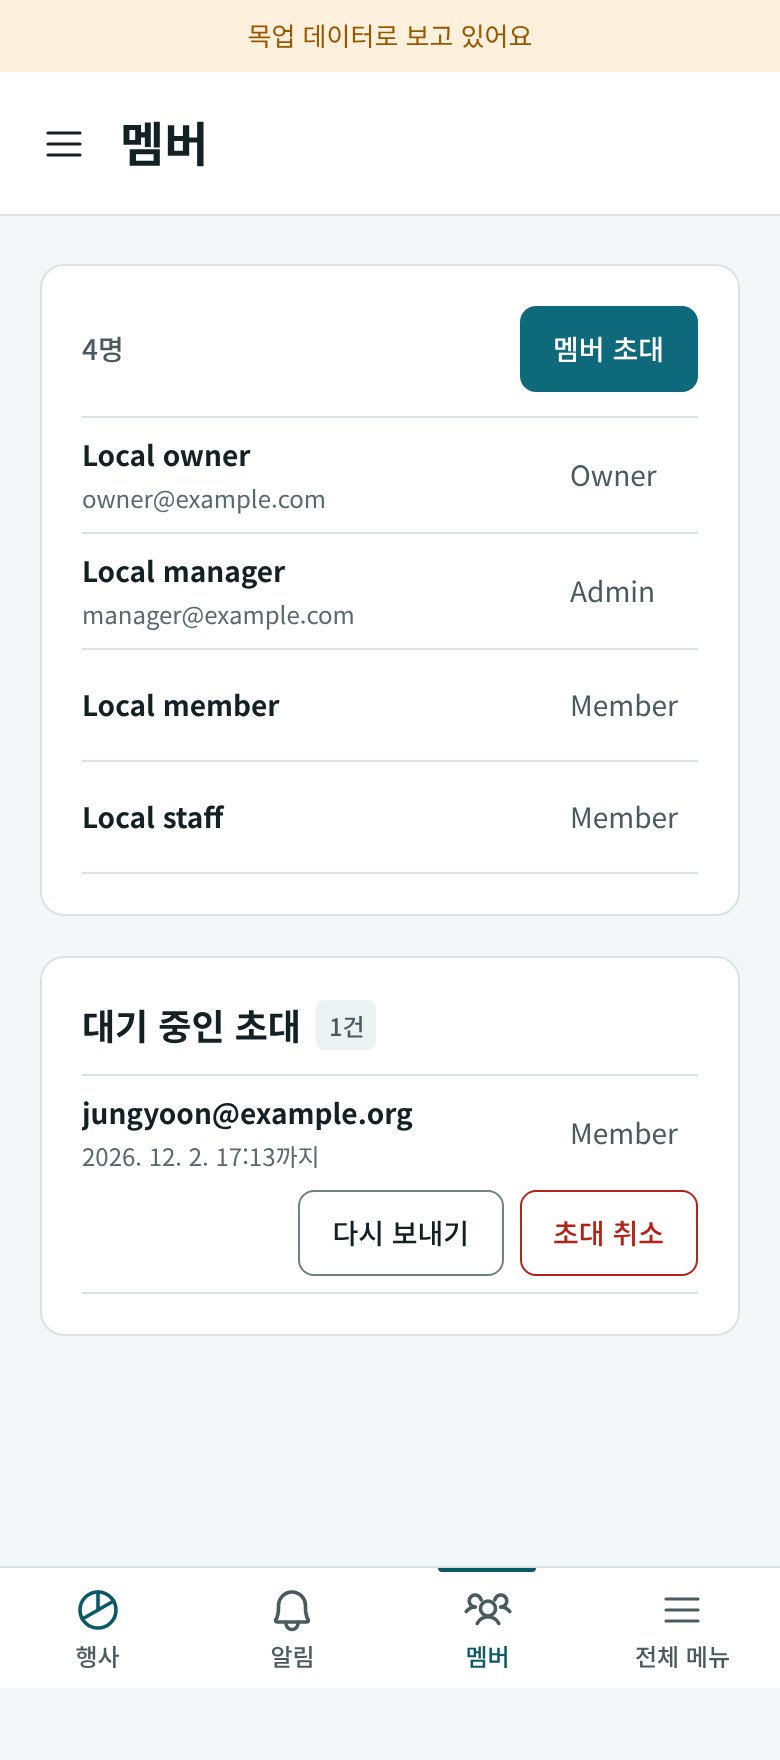 목업 데이터로 보고 있어요
멤버
4명
멤버 초대
Local owner
owner@example.com
Owner
Local manager
manager@example.com
Admin
Local member
Member
Local staff
Member
대기 중인 초대 1건
jungyoon@example.org
2026. 12. 2. 17:13까지
Member
다시 보내기
초대 취소
행사
알림
멤버
전체 메뉴